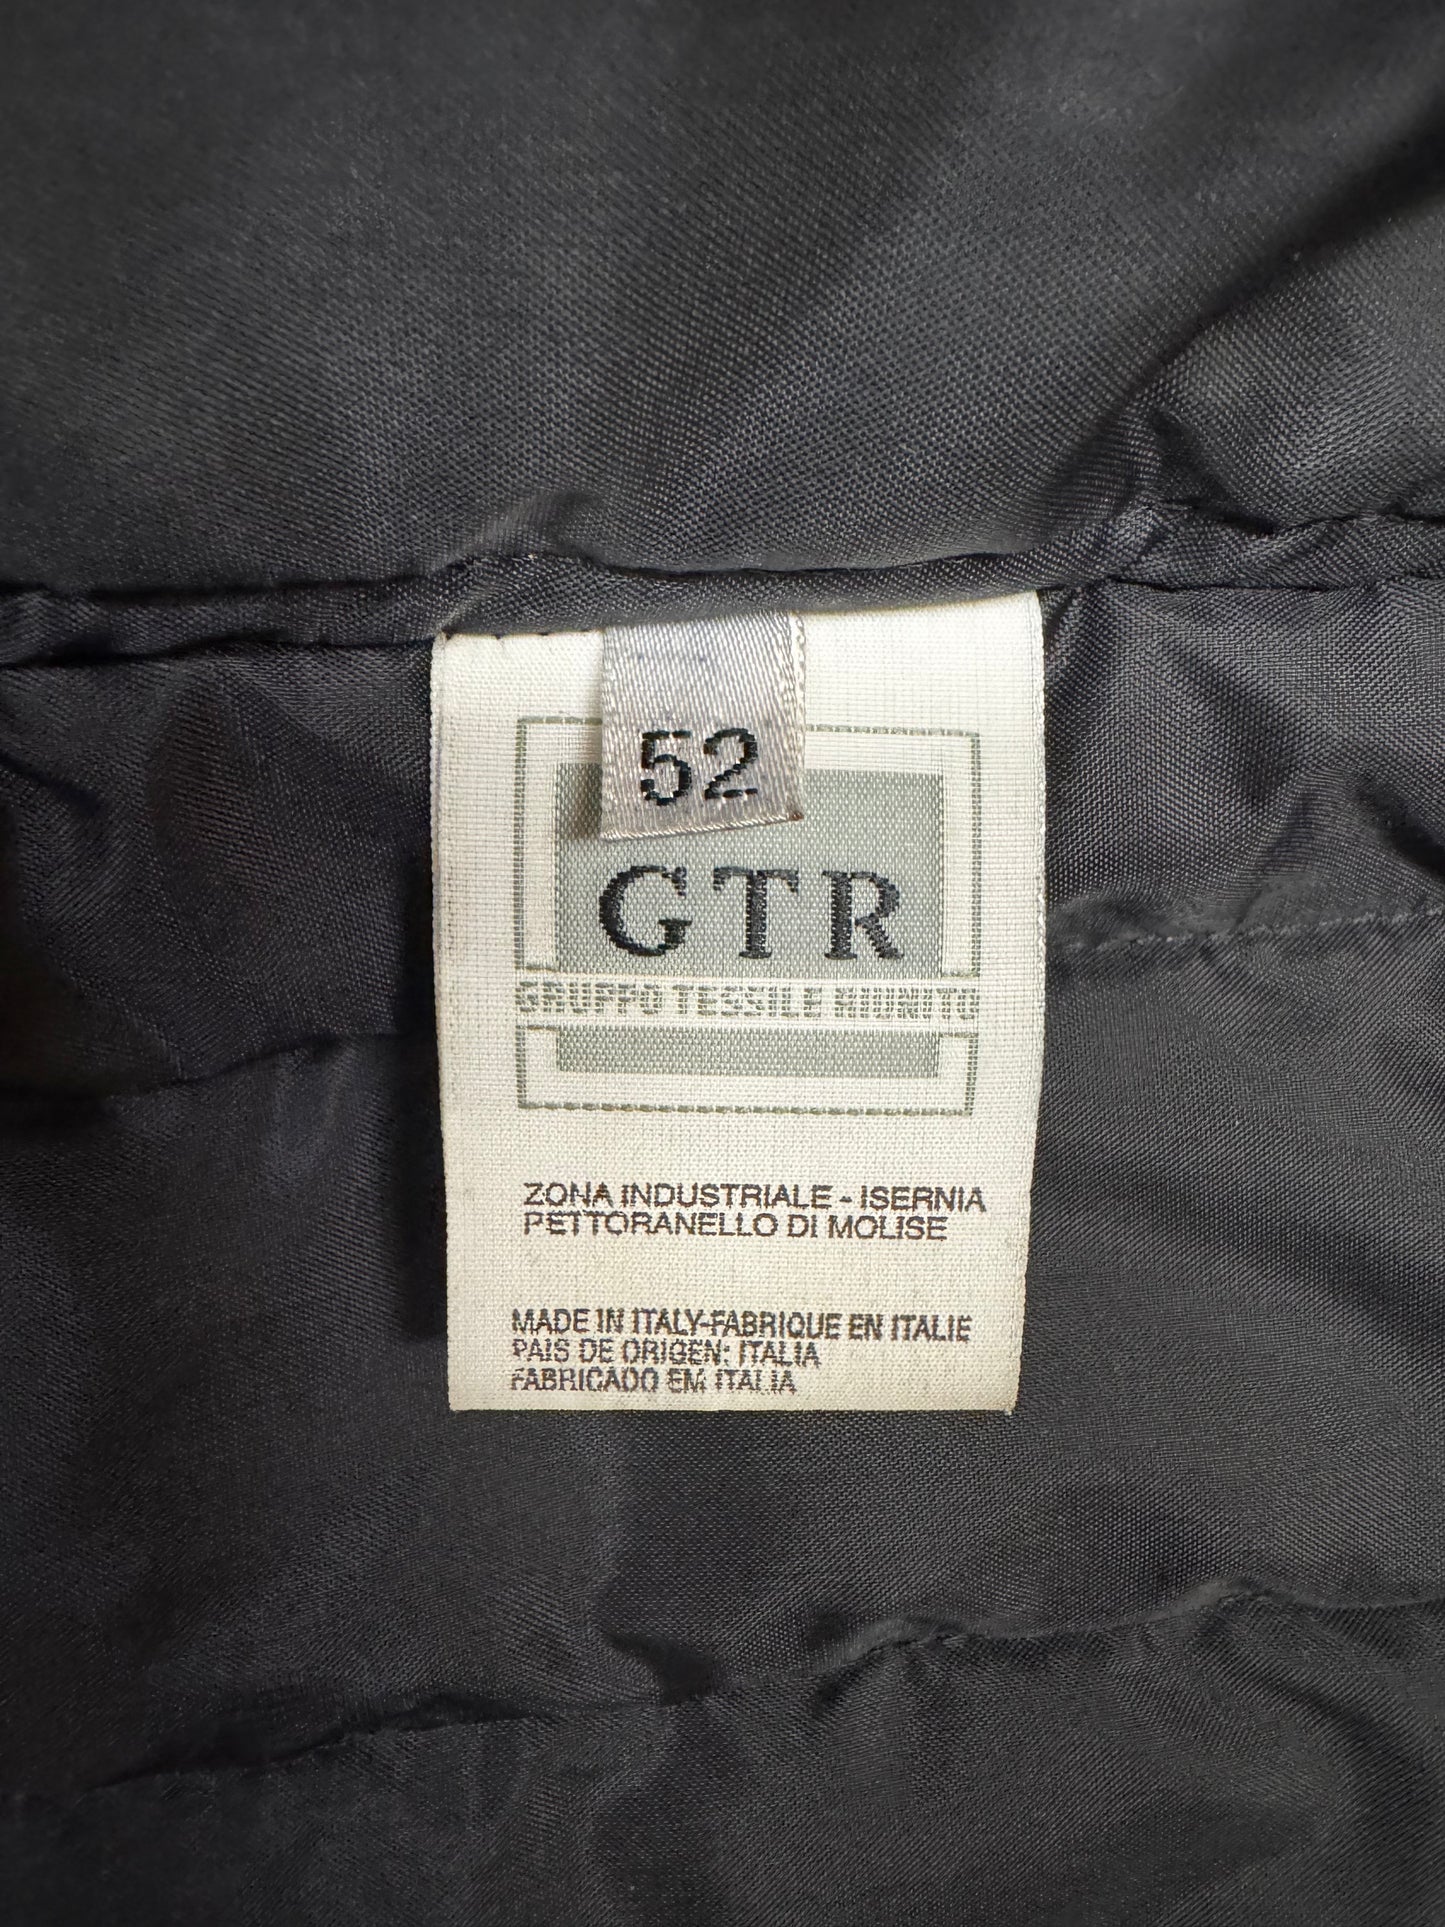 52
GTR
GRUPPO TESSILE RIUNITO
ZONA INDUSTRIALE - ISERNIA
PETTORANELLO DI MOLISE
MADE IN ITALY-FABRIQUE EN ITALIE
PAIS DE ORIGEN: ITALIA
FABRICADO EM ITALIA